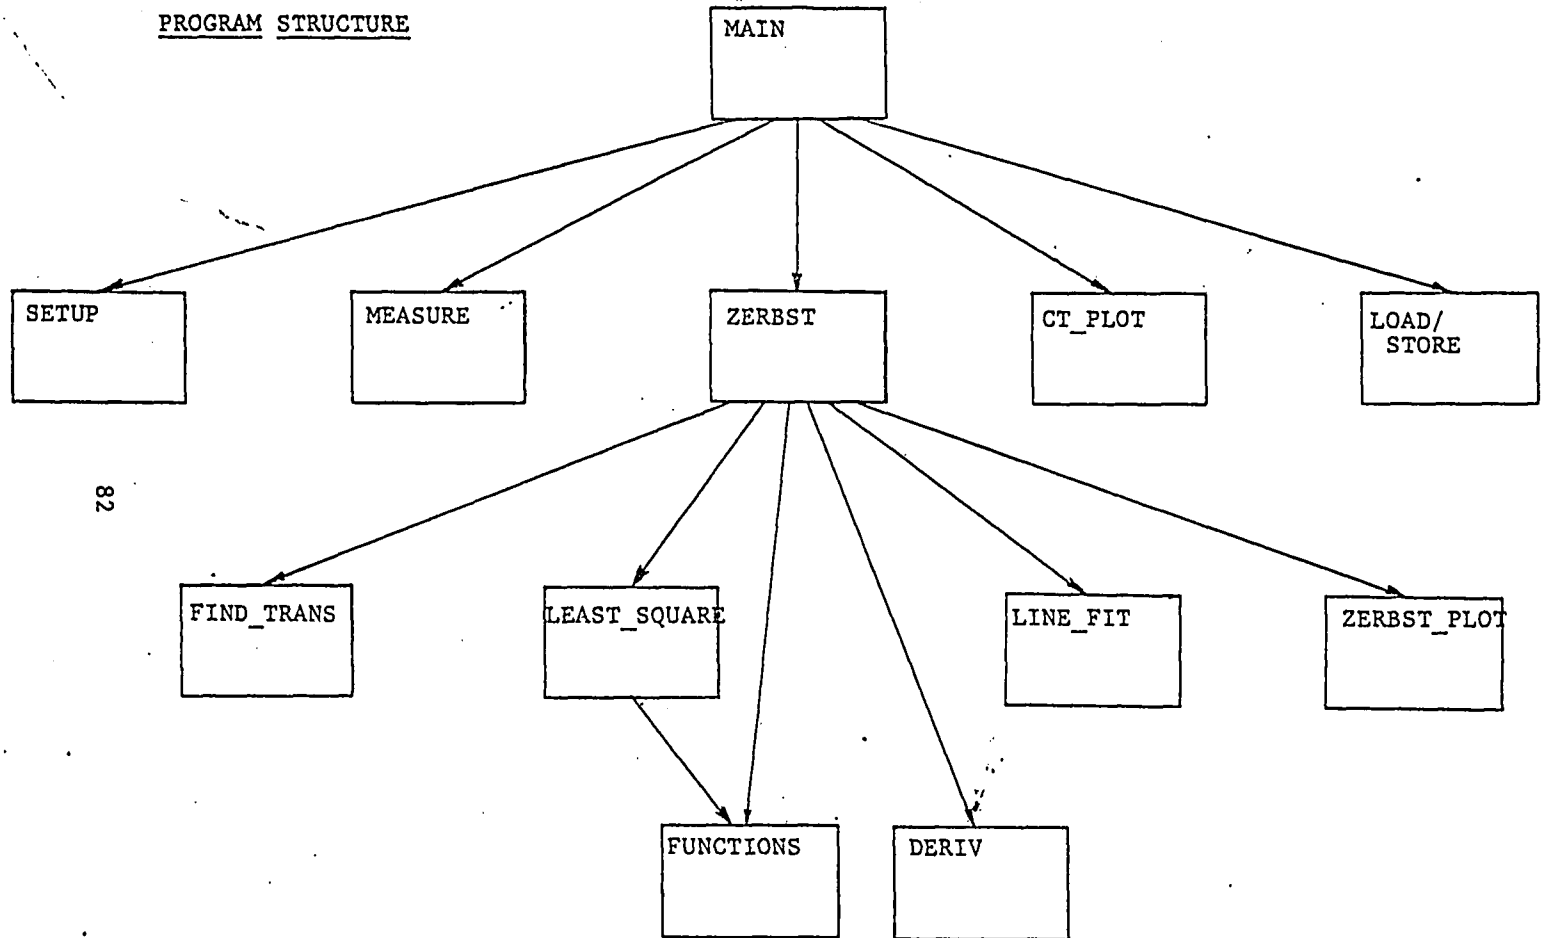 PROGRAM STRUCTURE
MAIN
SETUP
MEASURE
ZERBST
CT_PLOT
LOAD/
STORE
82
FIND_TRANS
LEAST_SQUARE
LINE_FIT
ZERBST_PLOT
FUNCTIONS
DERIV